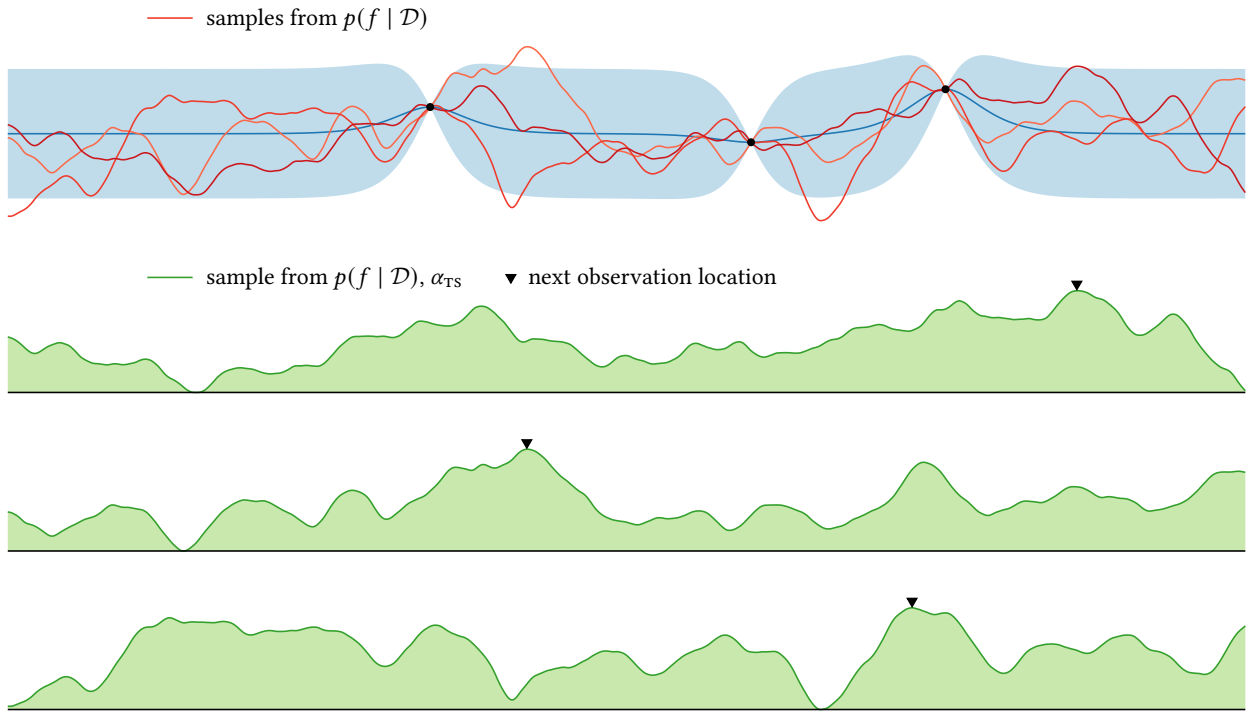 samples from p(f | 𝒟)
sample from p(f | 𝒟), α_TS ▼ next observation location